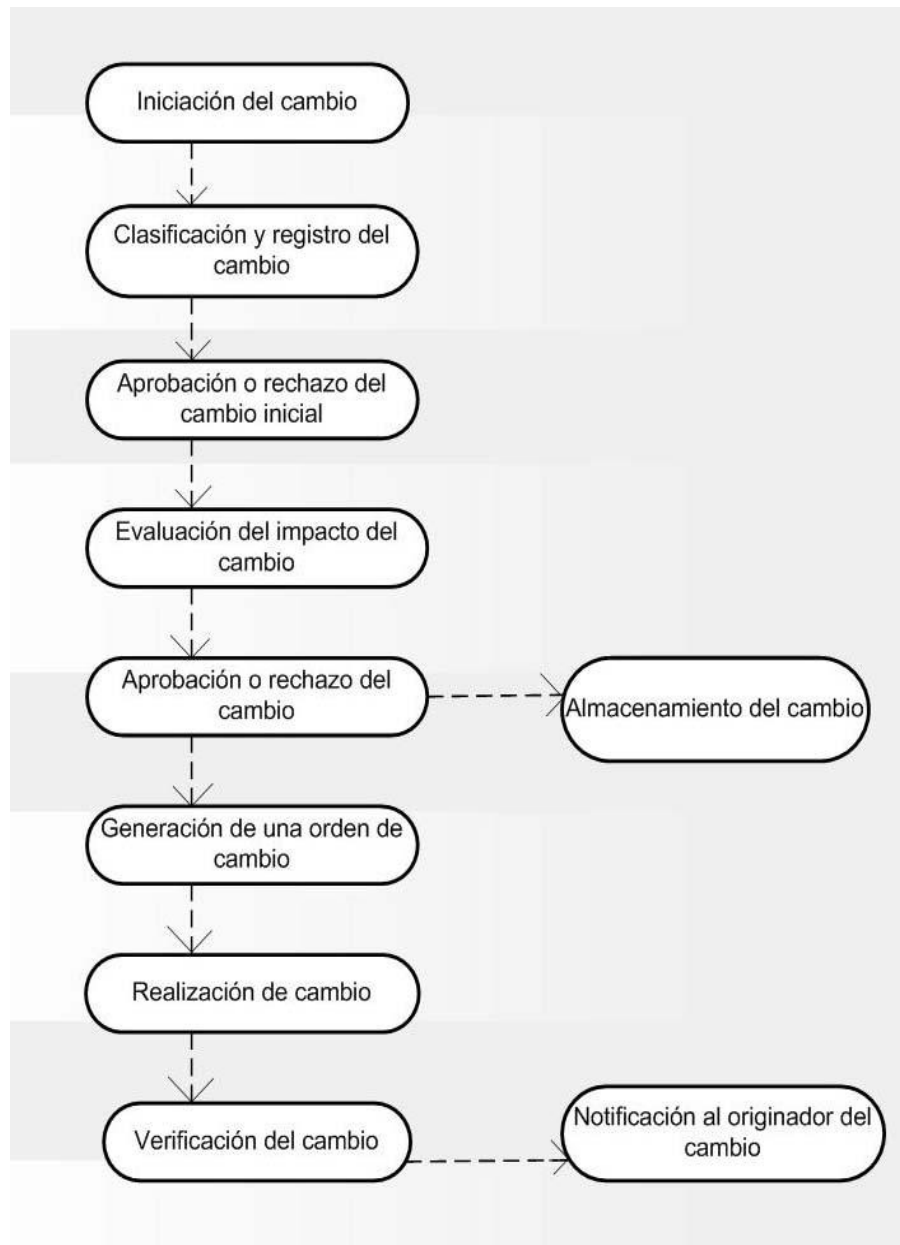 Iniciación del cambio
Clasificación y registro del
cambio
Aprobación o rechazo del
cambio inicial
Evaluación del impacto del
cambio
Aprobación o rechazo del
cambio
Almacenamiento del cambio
Generación de una orden de
cambio
Realización de cambio
Verificación del cambio
Notificación al originador del
cambio